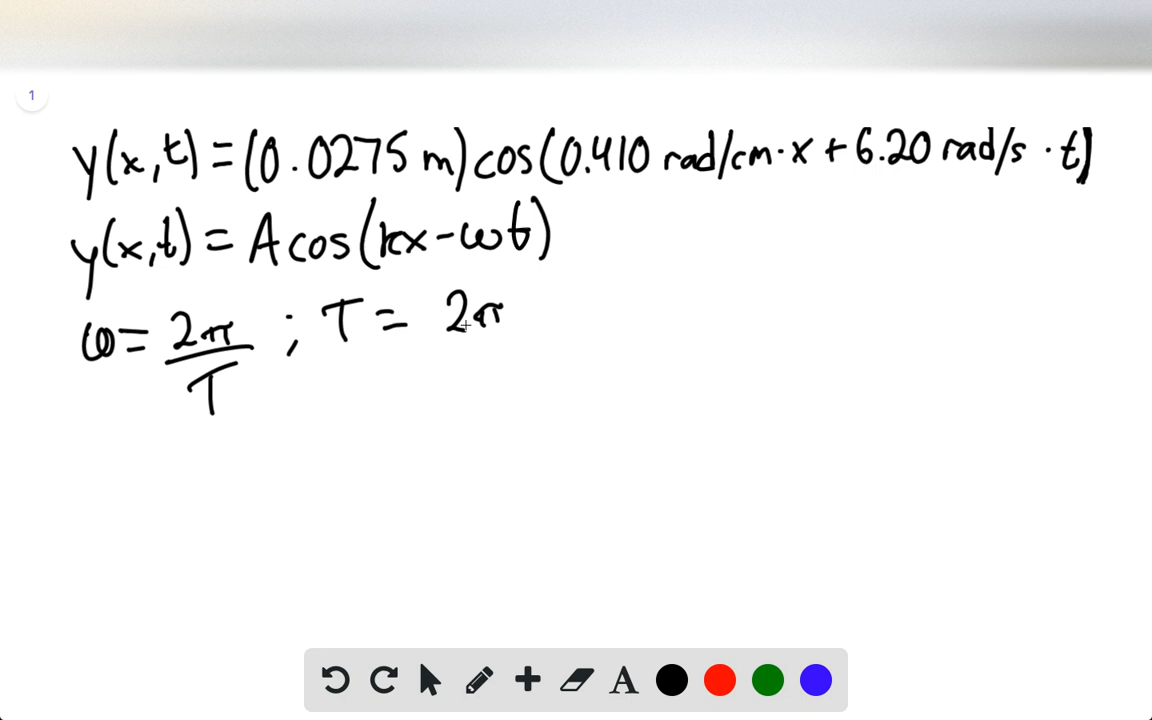 1
y(x,t) = (0.0275 m) cos(0.410 rad/cm · x + 6.20 rad/s · t)
y(x,t) = A cos(kx - ωt)
ω = 2π/T ; T = 2π
A